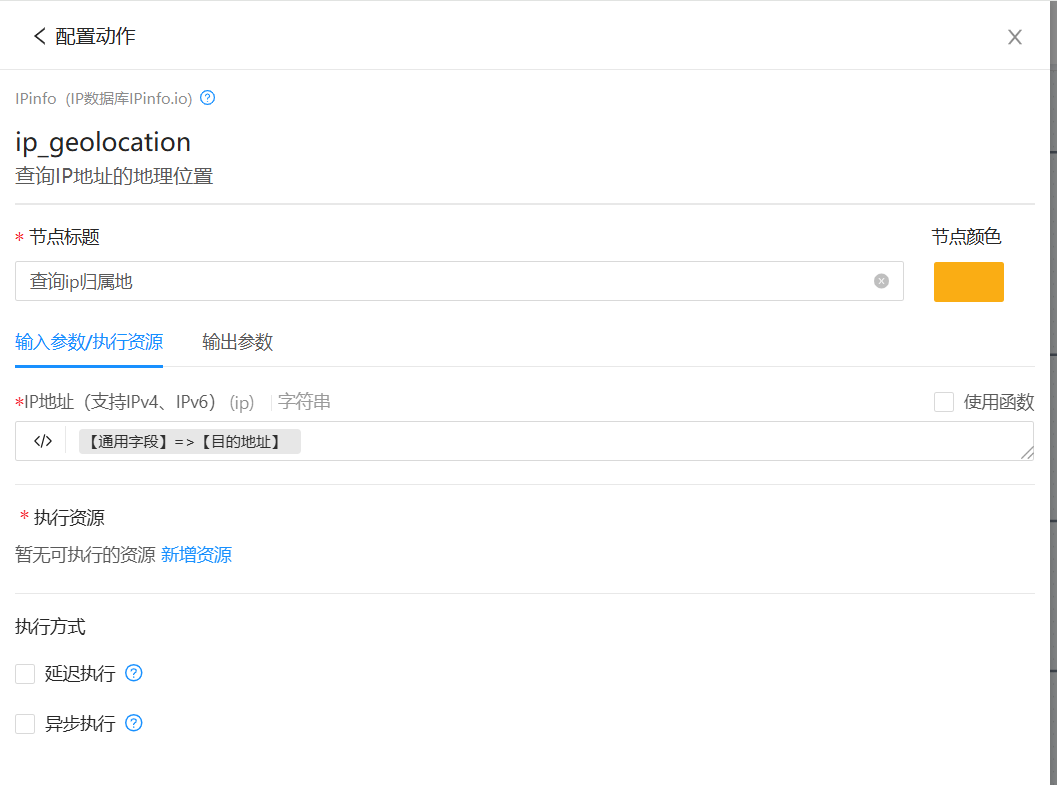 配置动作
IPinfo (IP数据库IPinfo.io)
ip_geolocation
查询IP地址的地理位置
* 节点标题
节点颜色
查询ip归属地
输入参数/执行资源 输出参数
*IP地址（支持IPv4、IPv6） (ip) 字符串
使用函数
</> 【通用字段】=>【目的地址】
* 执行资源
暂无可执行的资源 新增资源
执行方式
延迟执行
异步执行